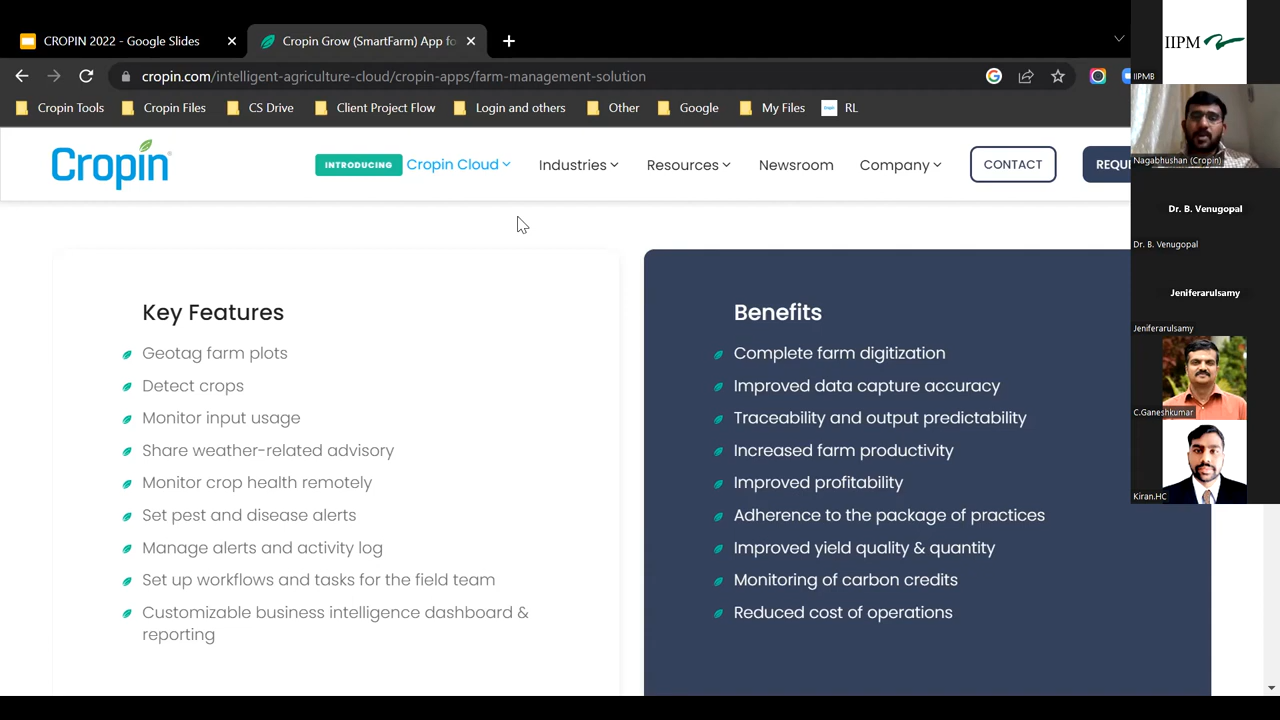 CROPIN 2022 - Google Slides
Cropin Grow (SmartFarm) App fo
cropin.com/intelligent-agriculture-cloud/cropin-apps/farm-management-solution
Cropin Tools
Cropin Files
CS Drive
Client Project Flow
Login and others
Other
Google
My Files
RL
Cropin
INTRODUCING
Cropin Cloud
Industries
Resources
Newsroom
Company
CONTACT
REQU
Key Features
Geotag farm plots
Detect crops
Monitor input usage
Share weather-related advisory
Monitor crop health remotely
Set pest and disease alerts
Manage alerts and activity log
Set up workflows and tasks for the field team
Customizable business intelligence dashboard &
reporting
Benefits
Complete farm digitization
Improved data capture accuracy
Traceability and output predictability
Increased farm productivity
Improved profitability
Adherence to the package of practices
Improved yield quality & quantity
Monitoring of carbon credits
Reduced cost of operations
IIPM
IIPMB
Nagabhushan (Cropin)
Dr. B. Venugopal
Dr. B. Venugopal
Jeniferarulsamy
Jeniferarulsamy
C.Ganeshkumar
Kiran.HC